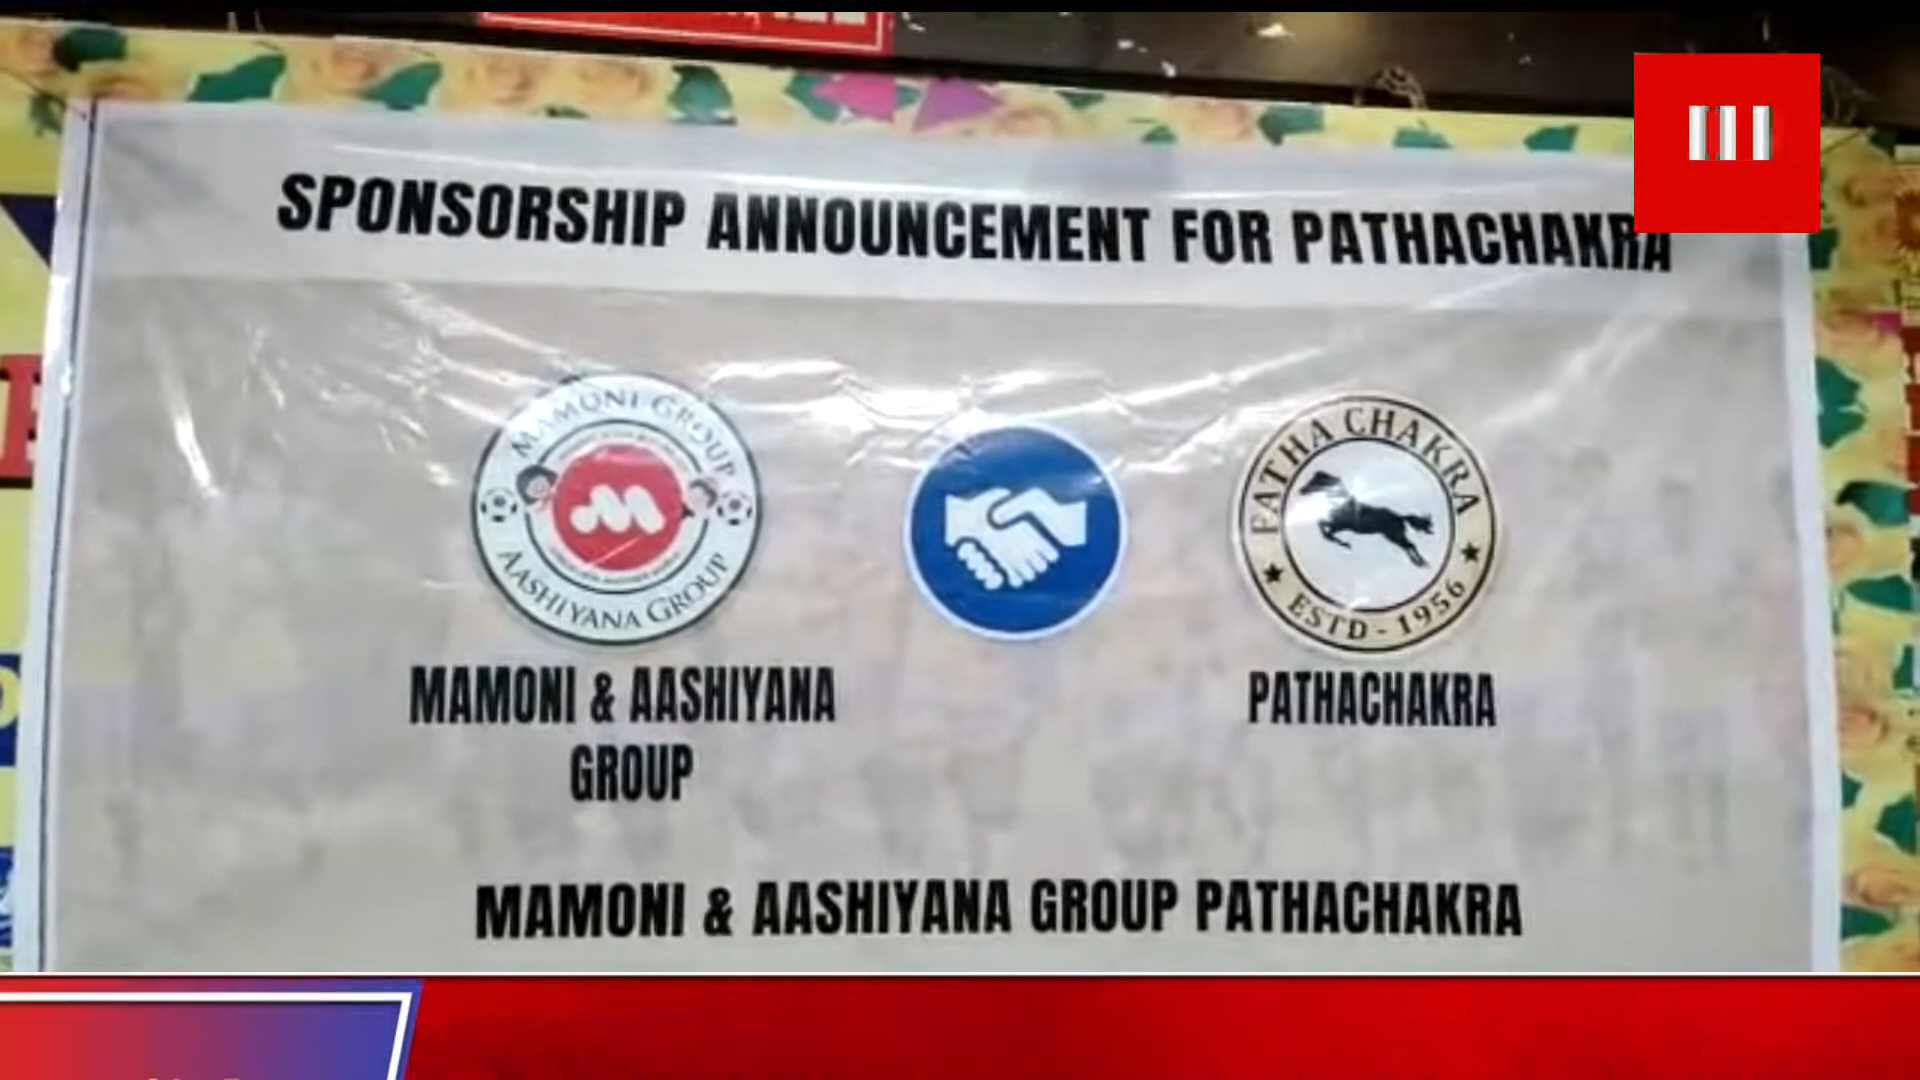 SPONSORSHIP ANNOUNCEMENT FOR PATHACHAKRA
MAMONI GROUP
AASHIYANA GROUP
PATHA CHAKRA
ESTD - 1956
MAMONI & AASHIYANA
GROUP
PATHACHAKRA
MAMONI & AASHIYANA GROUP PATHACHAKRA